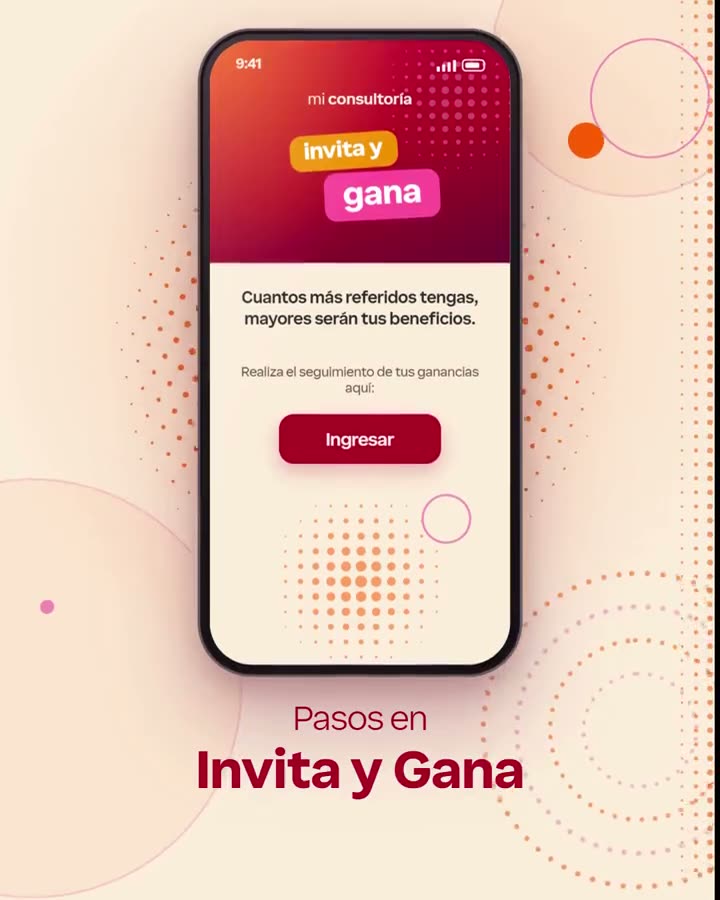 9:41
mi consultoría
invita y
gana
Cuantos más referidos tengas,
mayores serán tus beneficios.
Realiza el seguimiento de tus ganancias
aquí:
Ingresar
Pasos en
Invita y Gana